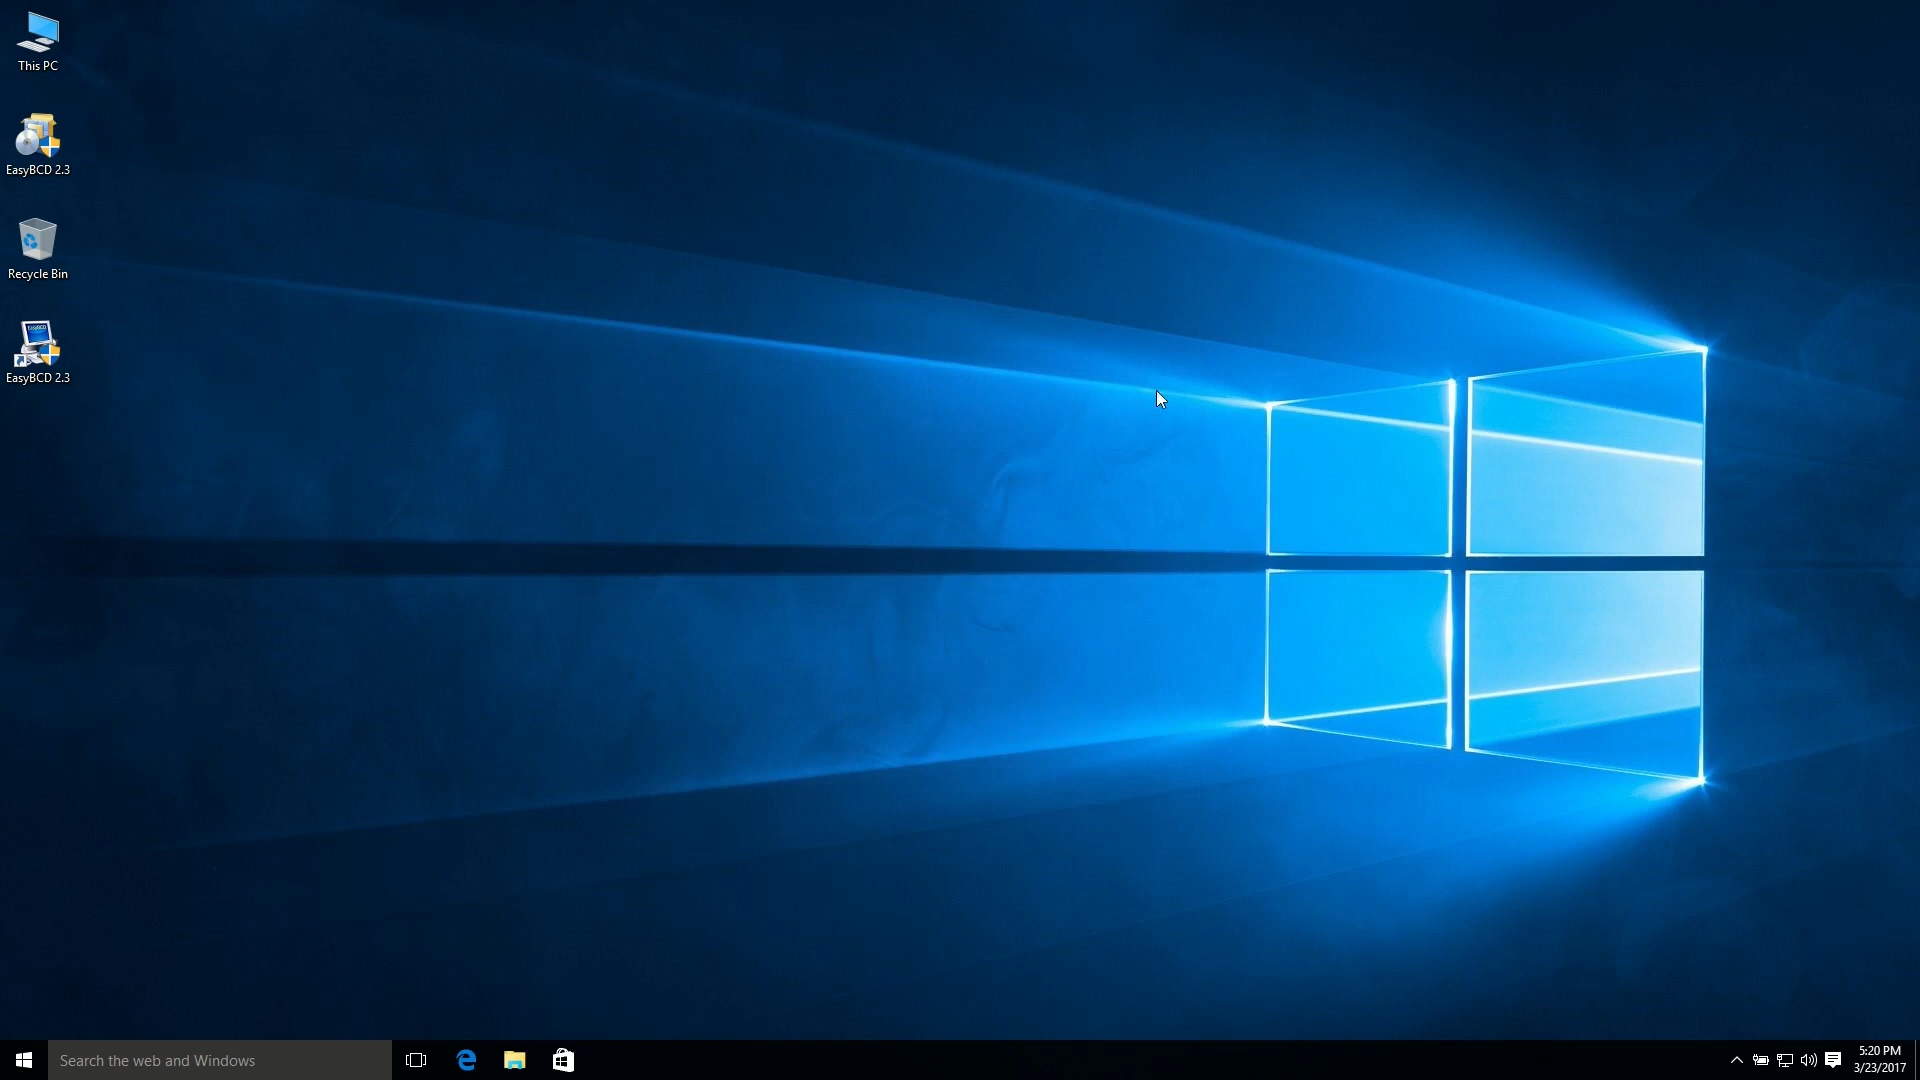 This PC
EasyBCD 2.3
Recycle Bin
EasyBCD
EasyBCD 2.3
Search the web and Windows
5:20 PM
3/23/2017